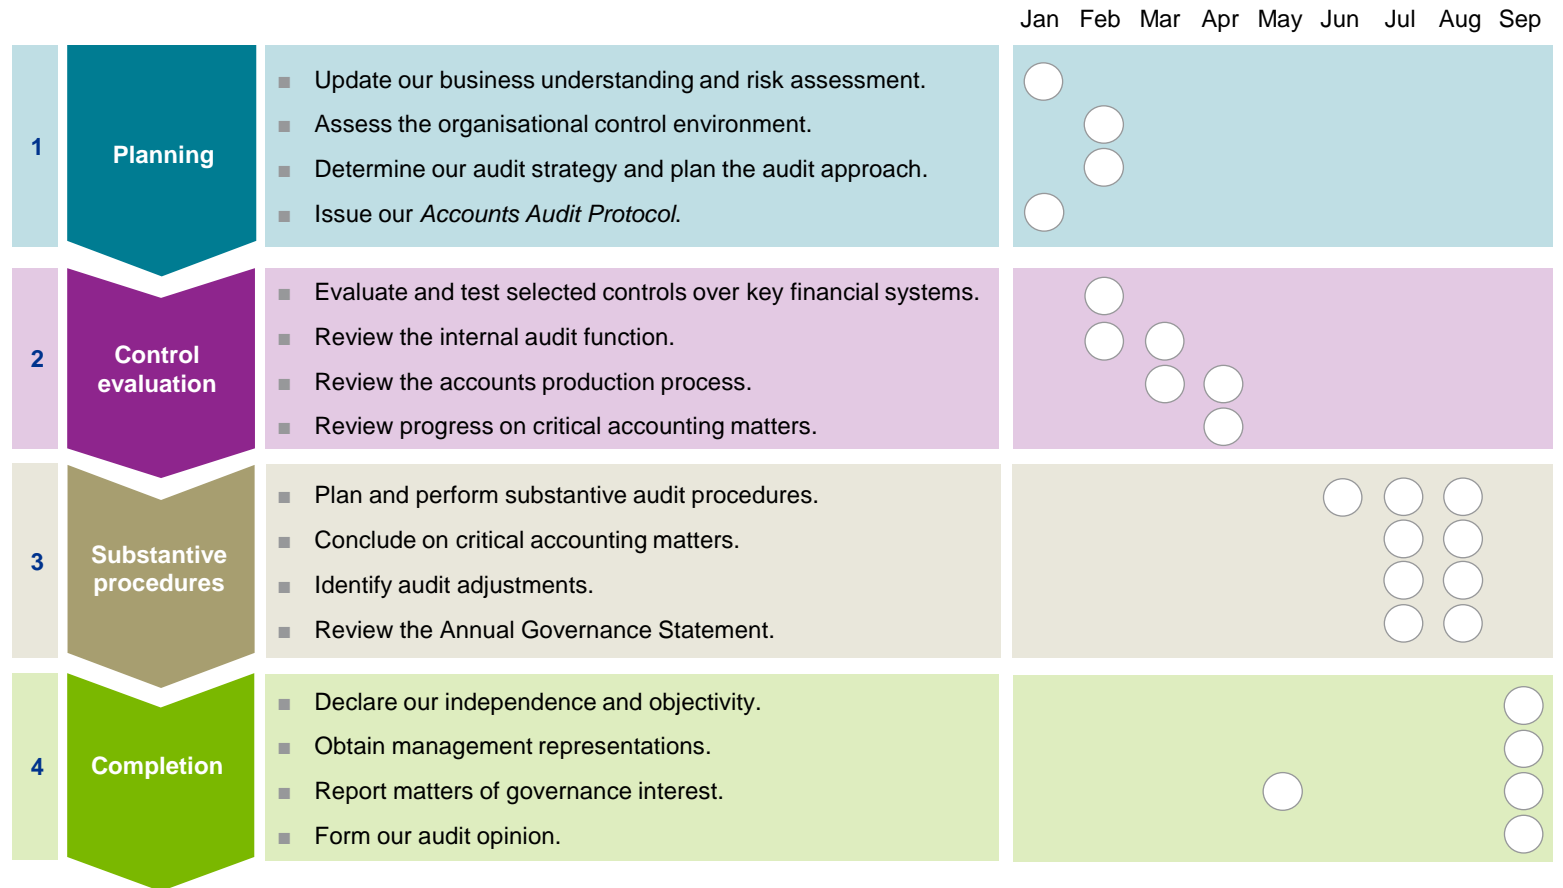 Jan Feb Mar Apr May Jun Jul Aug Sep
1
Planning
■ Update our business understanding and risk assessment.
■ Assess the organisational control environment.
■ Determine our audit strategy and plan the audit approach.
■ Issue our Accounts Audit Protocol.
2
Control
evaluation
■ Evaluate and test selected controls over key financial systems.
■ Review the internal audit function.
■ Review the accounts production process.
■ Review progress on critical accounting matters.
3
Substantive
procedures
■ Plan and perform substantive audit procedures.
■ Conclude on critical accounting matters.
■ Identify audit adjustments.
■ Review the Annual Governance Statement.
4
Completion
■ Declare our independence and objectivity.
■ Obtain management representations.
■ Report matters of governance interest.
■ Form our audit opinion.